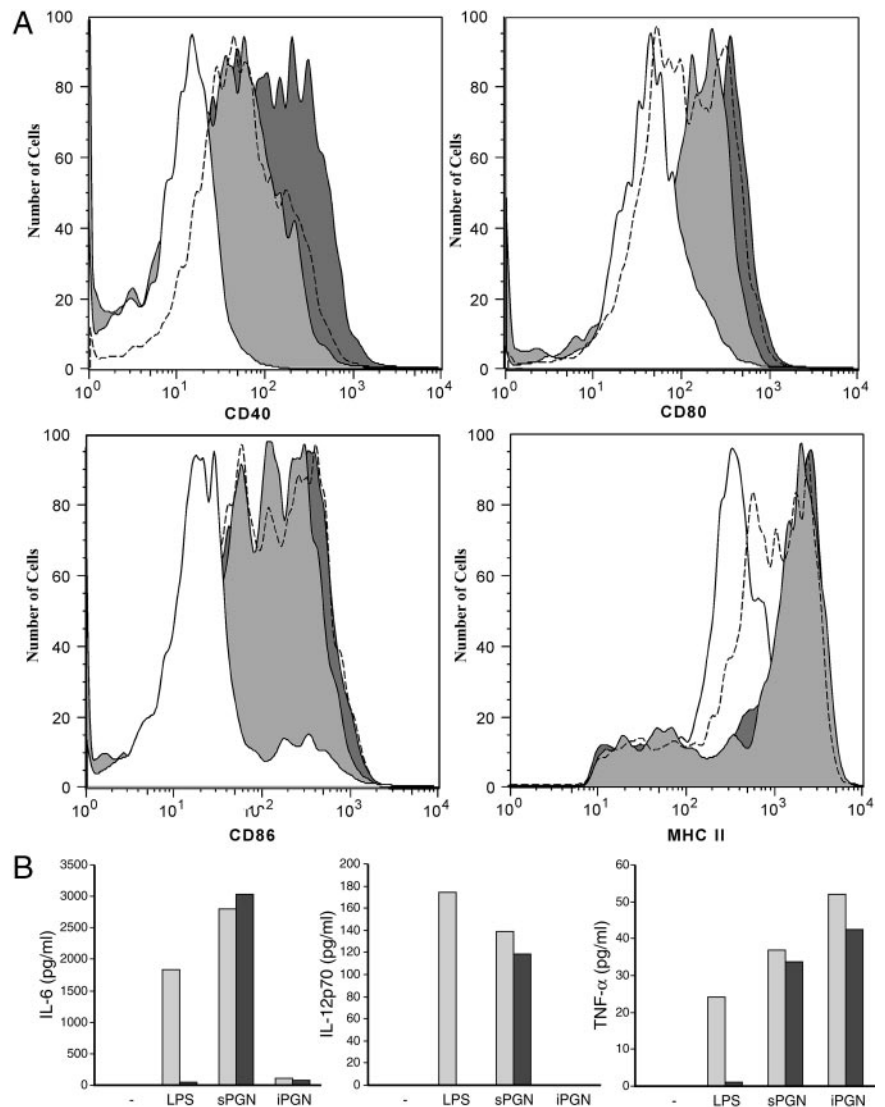 A
Number of Cells
100
80
60
40
20
0
10^0 10^1 10^2 10^3 10^4
CD40
Number of Cells
100
80
60
40
20
0
10^0 10^1 10^2 10^3 10^4
CD80
Number of Cells
100
80
60
40
20
0
10^0 10^1 10^2 10^3 10^4
CD86
Number of Cells
100
80
60
40
20
0
10^0 10^1 10^2 10^3 10^4
MHC II
B
IL-6 (pg/ml)
3500
3000
2500
2000
1500
1000
500
0
- LPS sPGN iPGN
IL-12p70 (pg/ml)
200
180
160
140
120
100
80
60
40
20
0
- LPS sPGN iPGN
TNF-α (pg/ml)
60
50
40
30
20
10
0
- LPS sPGN iPGN